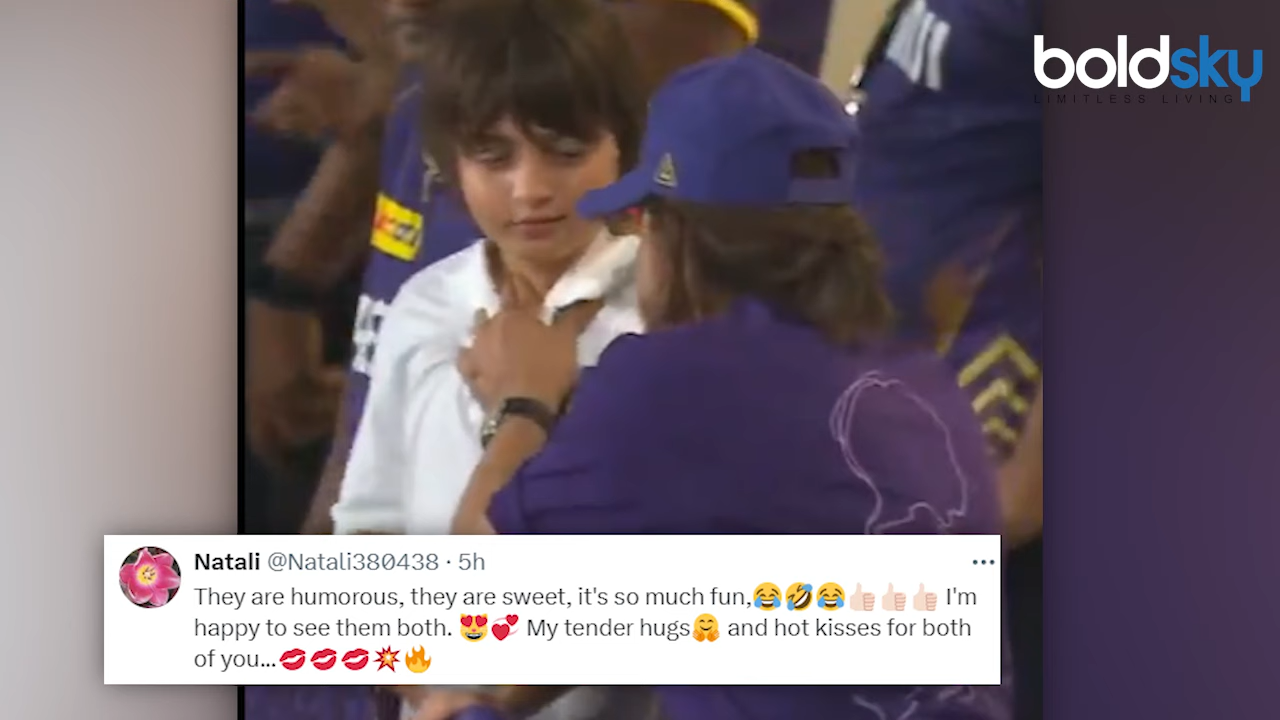 boldsky
LIMITLESS LIVING
Natali @Natali380438 · 5h
They are humorous, they are sweet, it's so much fun,😂🤣😂👍🏻👍🏻👍🏻 I'm
happy to see them both. 😻💞 My tender hugs🤗 and hot kisses for both
of you...💋💋💋💥🔥